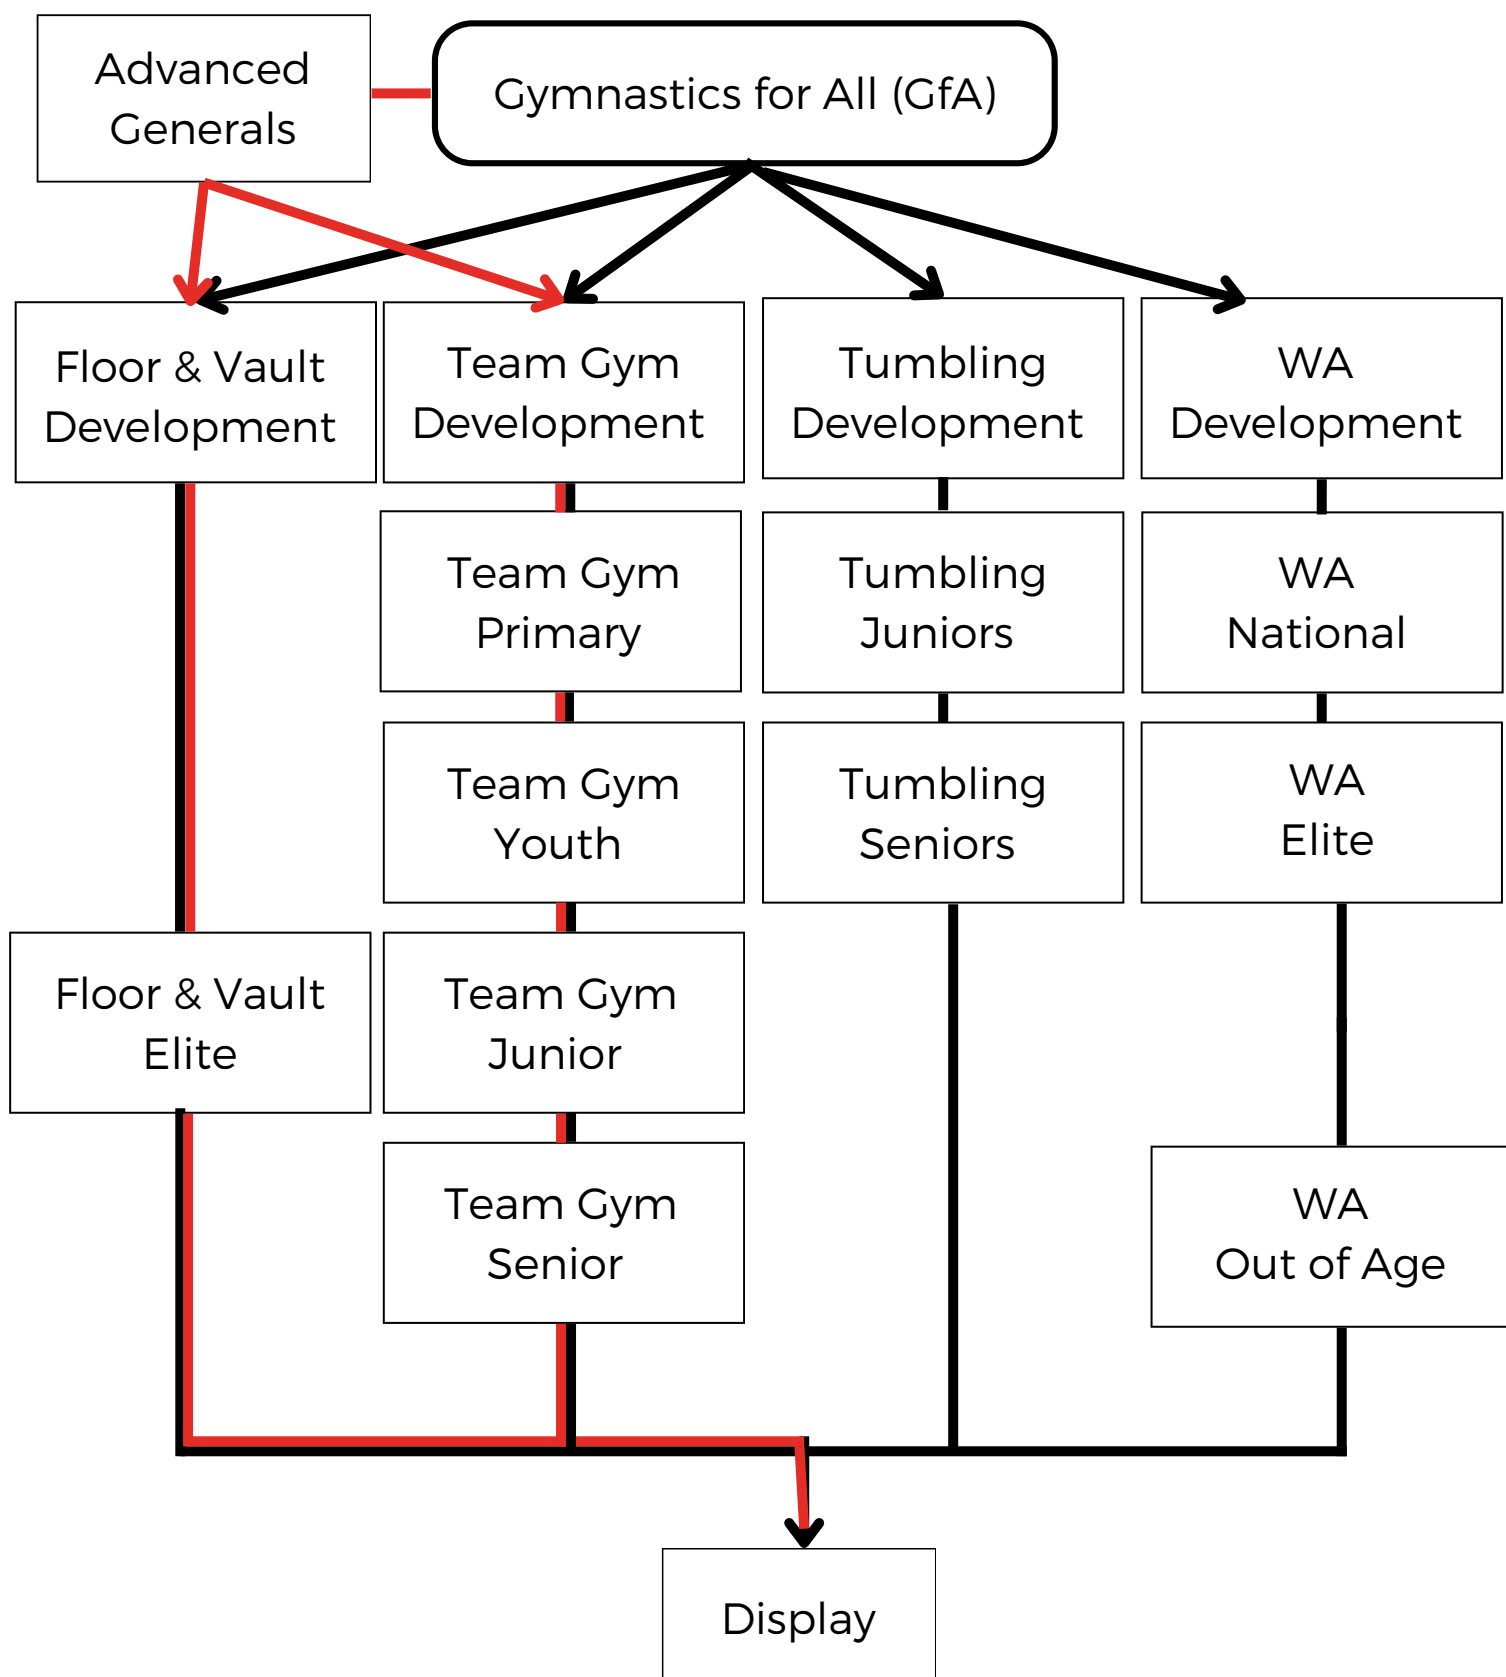 Advanced
Generals
Gymnastics for All (GfA)
Floor & Vault
Development
Team Gym
Development
Tumbling
Development
WA
Development
Team Gym
Primary
Tumbling
Juniors
WA
National
Team Gym
Youth
Tumbling
Seniors
WA
Elite
Floor & Vault
Elite
Team Gym
Junior
Team Gym
Senior
WA
Out of Age
Display